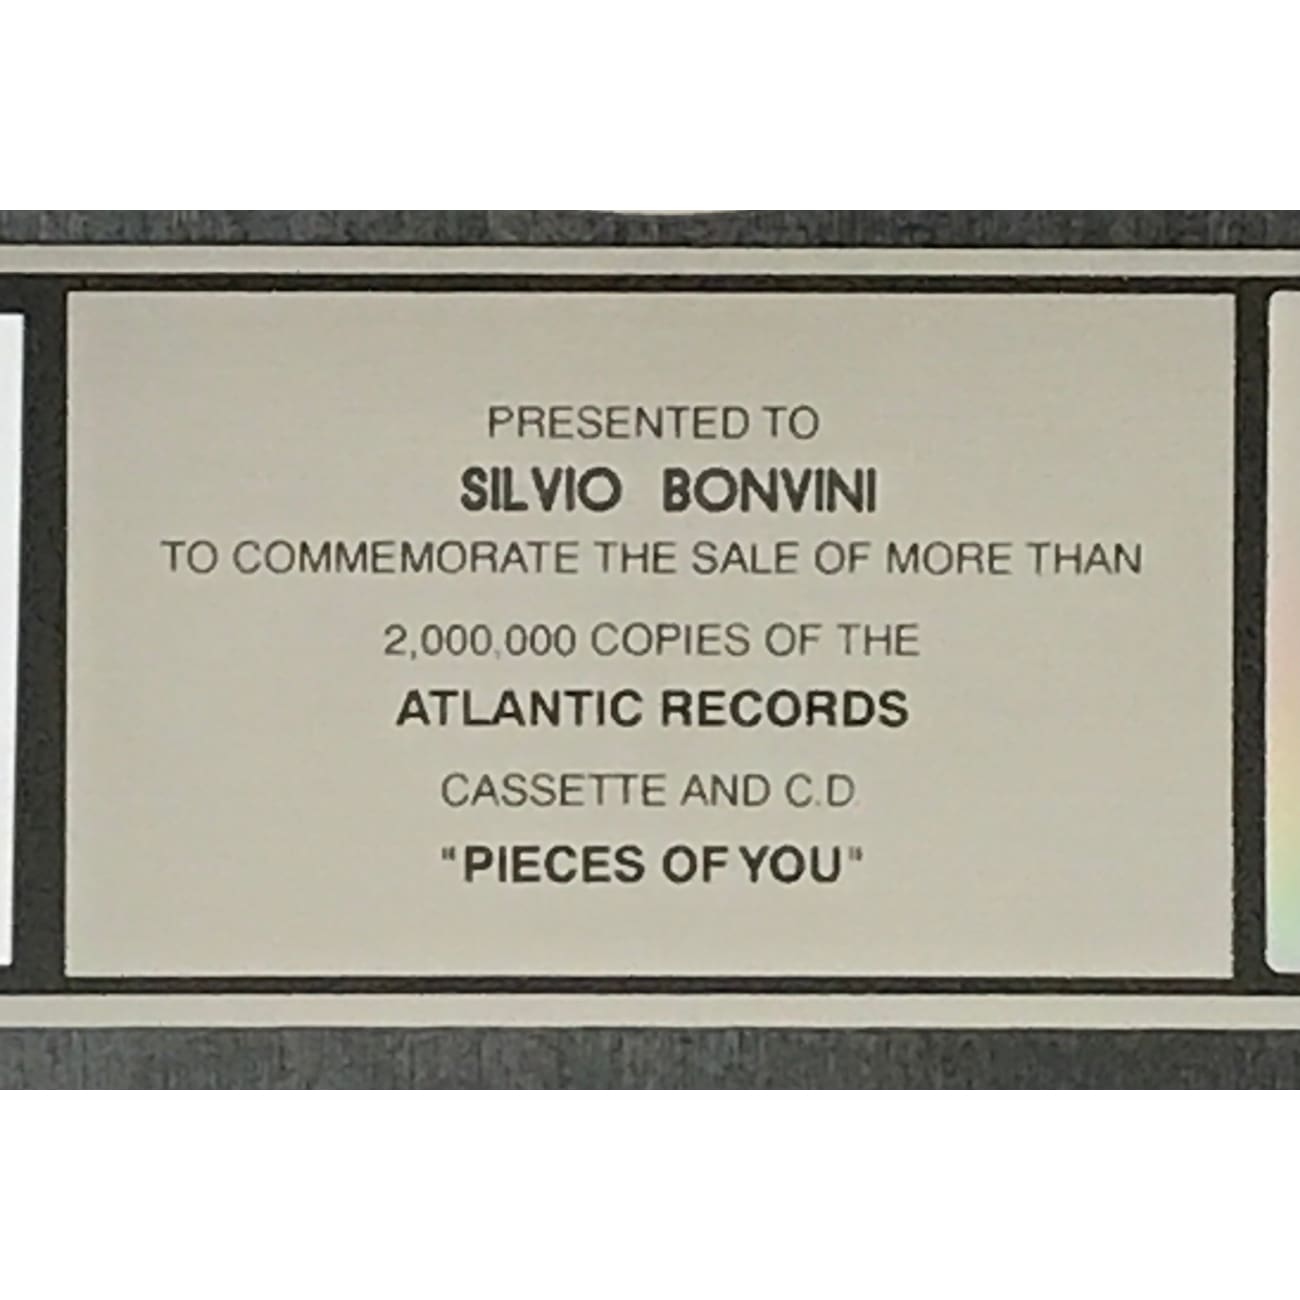 PRESENTED TO
SILVIO BONVINI
TO COMMEMORATE THE SALE OF MORE THAN
2,000,000 COPIES OF THE
ATLANTIC RECORDS
CASSETTE AND C.D.
"PIECES OF YOU"